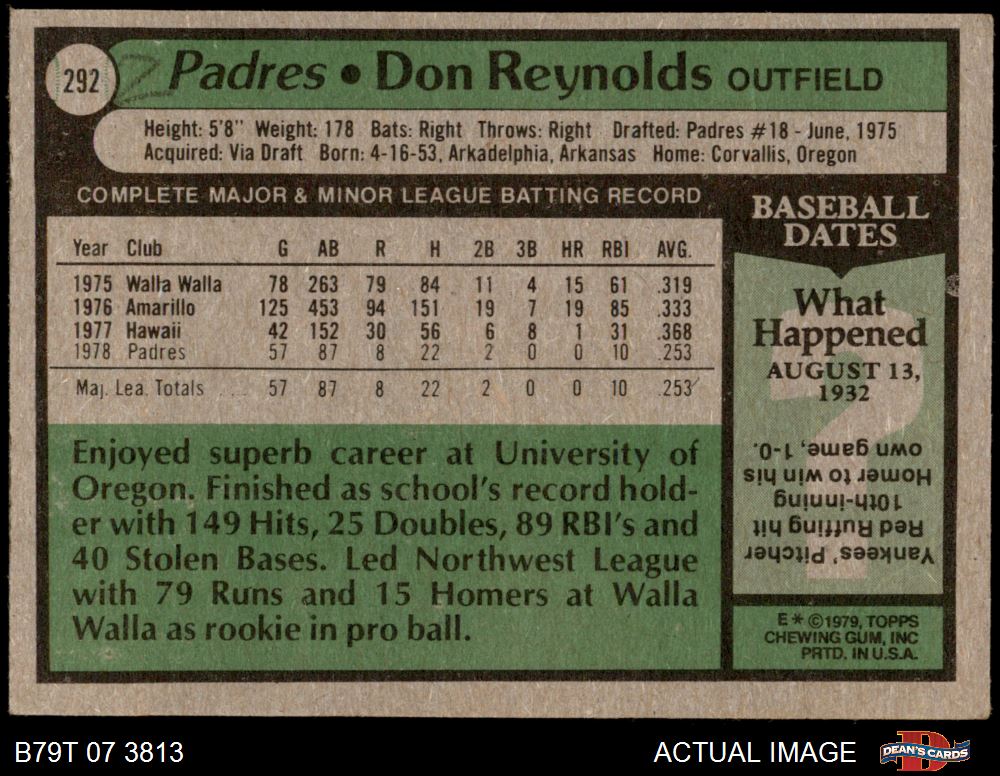 292 Padres • Don Reynolds OUTFIELD
Height: 5'8" Weight: 178 Bats: Right Throws: Right Drafted: Padres #18 - June, 1975
Acquired: Via Draft Born: 4-16-53, Arkadelphia, Arkansas Home: Corvallis, Oregon
COMPLETE MAJOR & MINOR LEAGUE BATTING RECORD
Year Club G AB R H 2B 3B HR RBI AVG.
1975 Walla Walla 78 263 79 84 11 4 15 61 .319
1976 Amarillo 125 453 94 151 19 7 19 85 .333
1977 Hawaii 42 152 30 56 6 8 1 31 .368
1978 Padres 57 87 8 22 2 0 0 10 .253
Maj. Lea. Totals 57 87 8 22 2 0 0 10 .253
Enjoyed superb career at University of
Oregon. Finished as school's record hold-
er with 149 Hits, 25 Doubles, 89 RBI's and
40 Stolen Bases. Led Northwest League
with 79 Runs and 15 Homers at Walla
Walla as rookie in pro ball.
BASEBALL
DATES
What
Happened
AUGUST 13,
1932
?
Yankees' Pitcher
Red Ruffing hit
10th-inning
Homer to win his
own game, 1-0.
E * ©1979, TOPPS
CHEWING GUM, INC
PRTD. IN U.S.A.
B79T 07 3813 ACTUAL IMAGE
DEAN'S CARDS